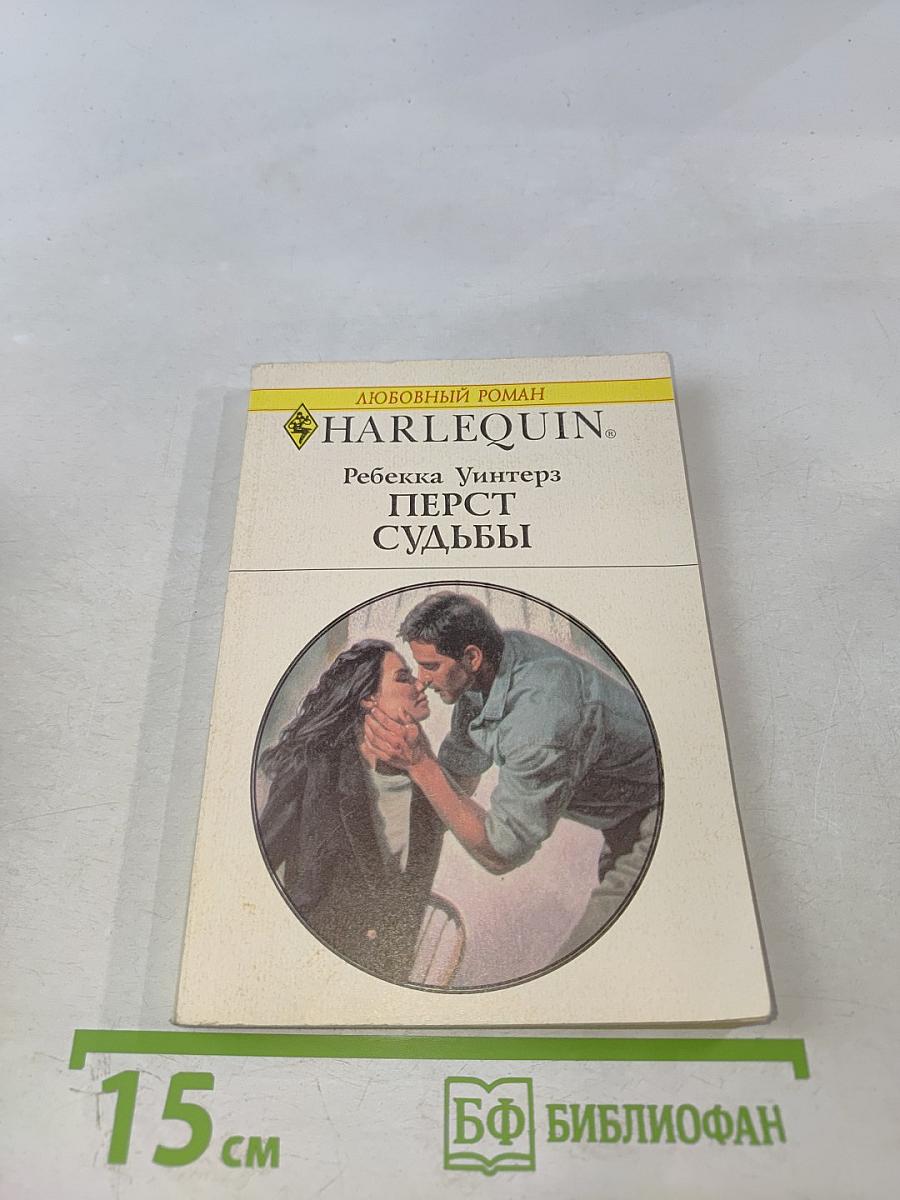 ЛЮБОВНЫЙ РОМАН
HARLEQUIN®
Ребекка Уинтерз
ПЕРСТ
СУДЬБЫ
15 см
БФ БИБЛИОФАН